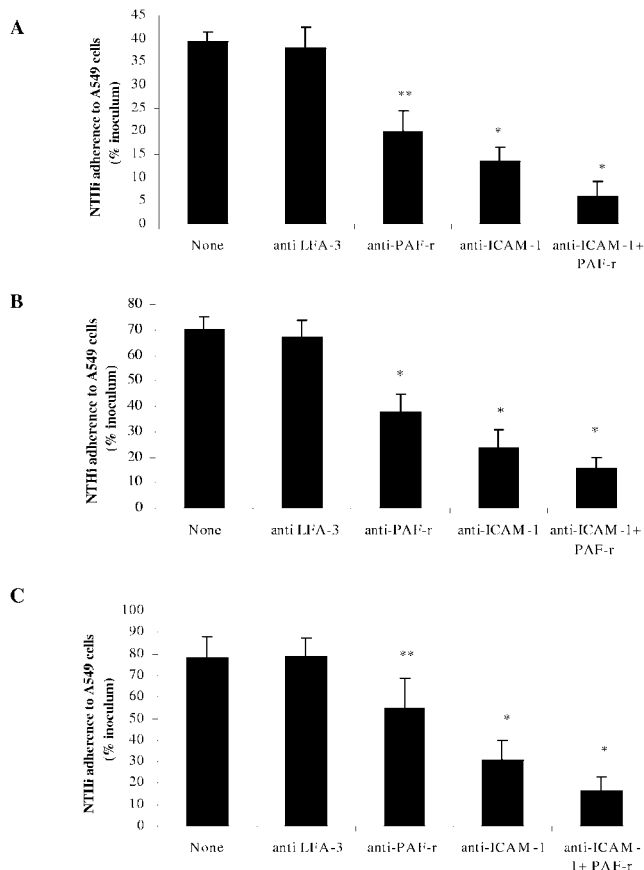 A
NTHi adherence to A549 cells
(% inoculum)
45
40
35
30
25
20
15
10
5
0
**
*
*
None
anti LFA-3
anti-PAF-r
anti-ICAM-1
anti-ICAM-1+
PAF-r
B
NTHi adherence to A549 cells
(% inoculum)
80
70
60
50
40
30
20
10
0
*
*
*
None
anti LFA-3
anti-PAF-r
anti-ICAM-1
anti-ICAM-1+
PAF-r
C
NTHi adherence to A549 cells
(% inoculum)
100
90
80
70
60
50
40
30
20
10
0
**
*
*
None
anti LFA-3
anti-PAF-r
anti-ICAM-1
anti-ICAM-
1+ PAF-r